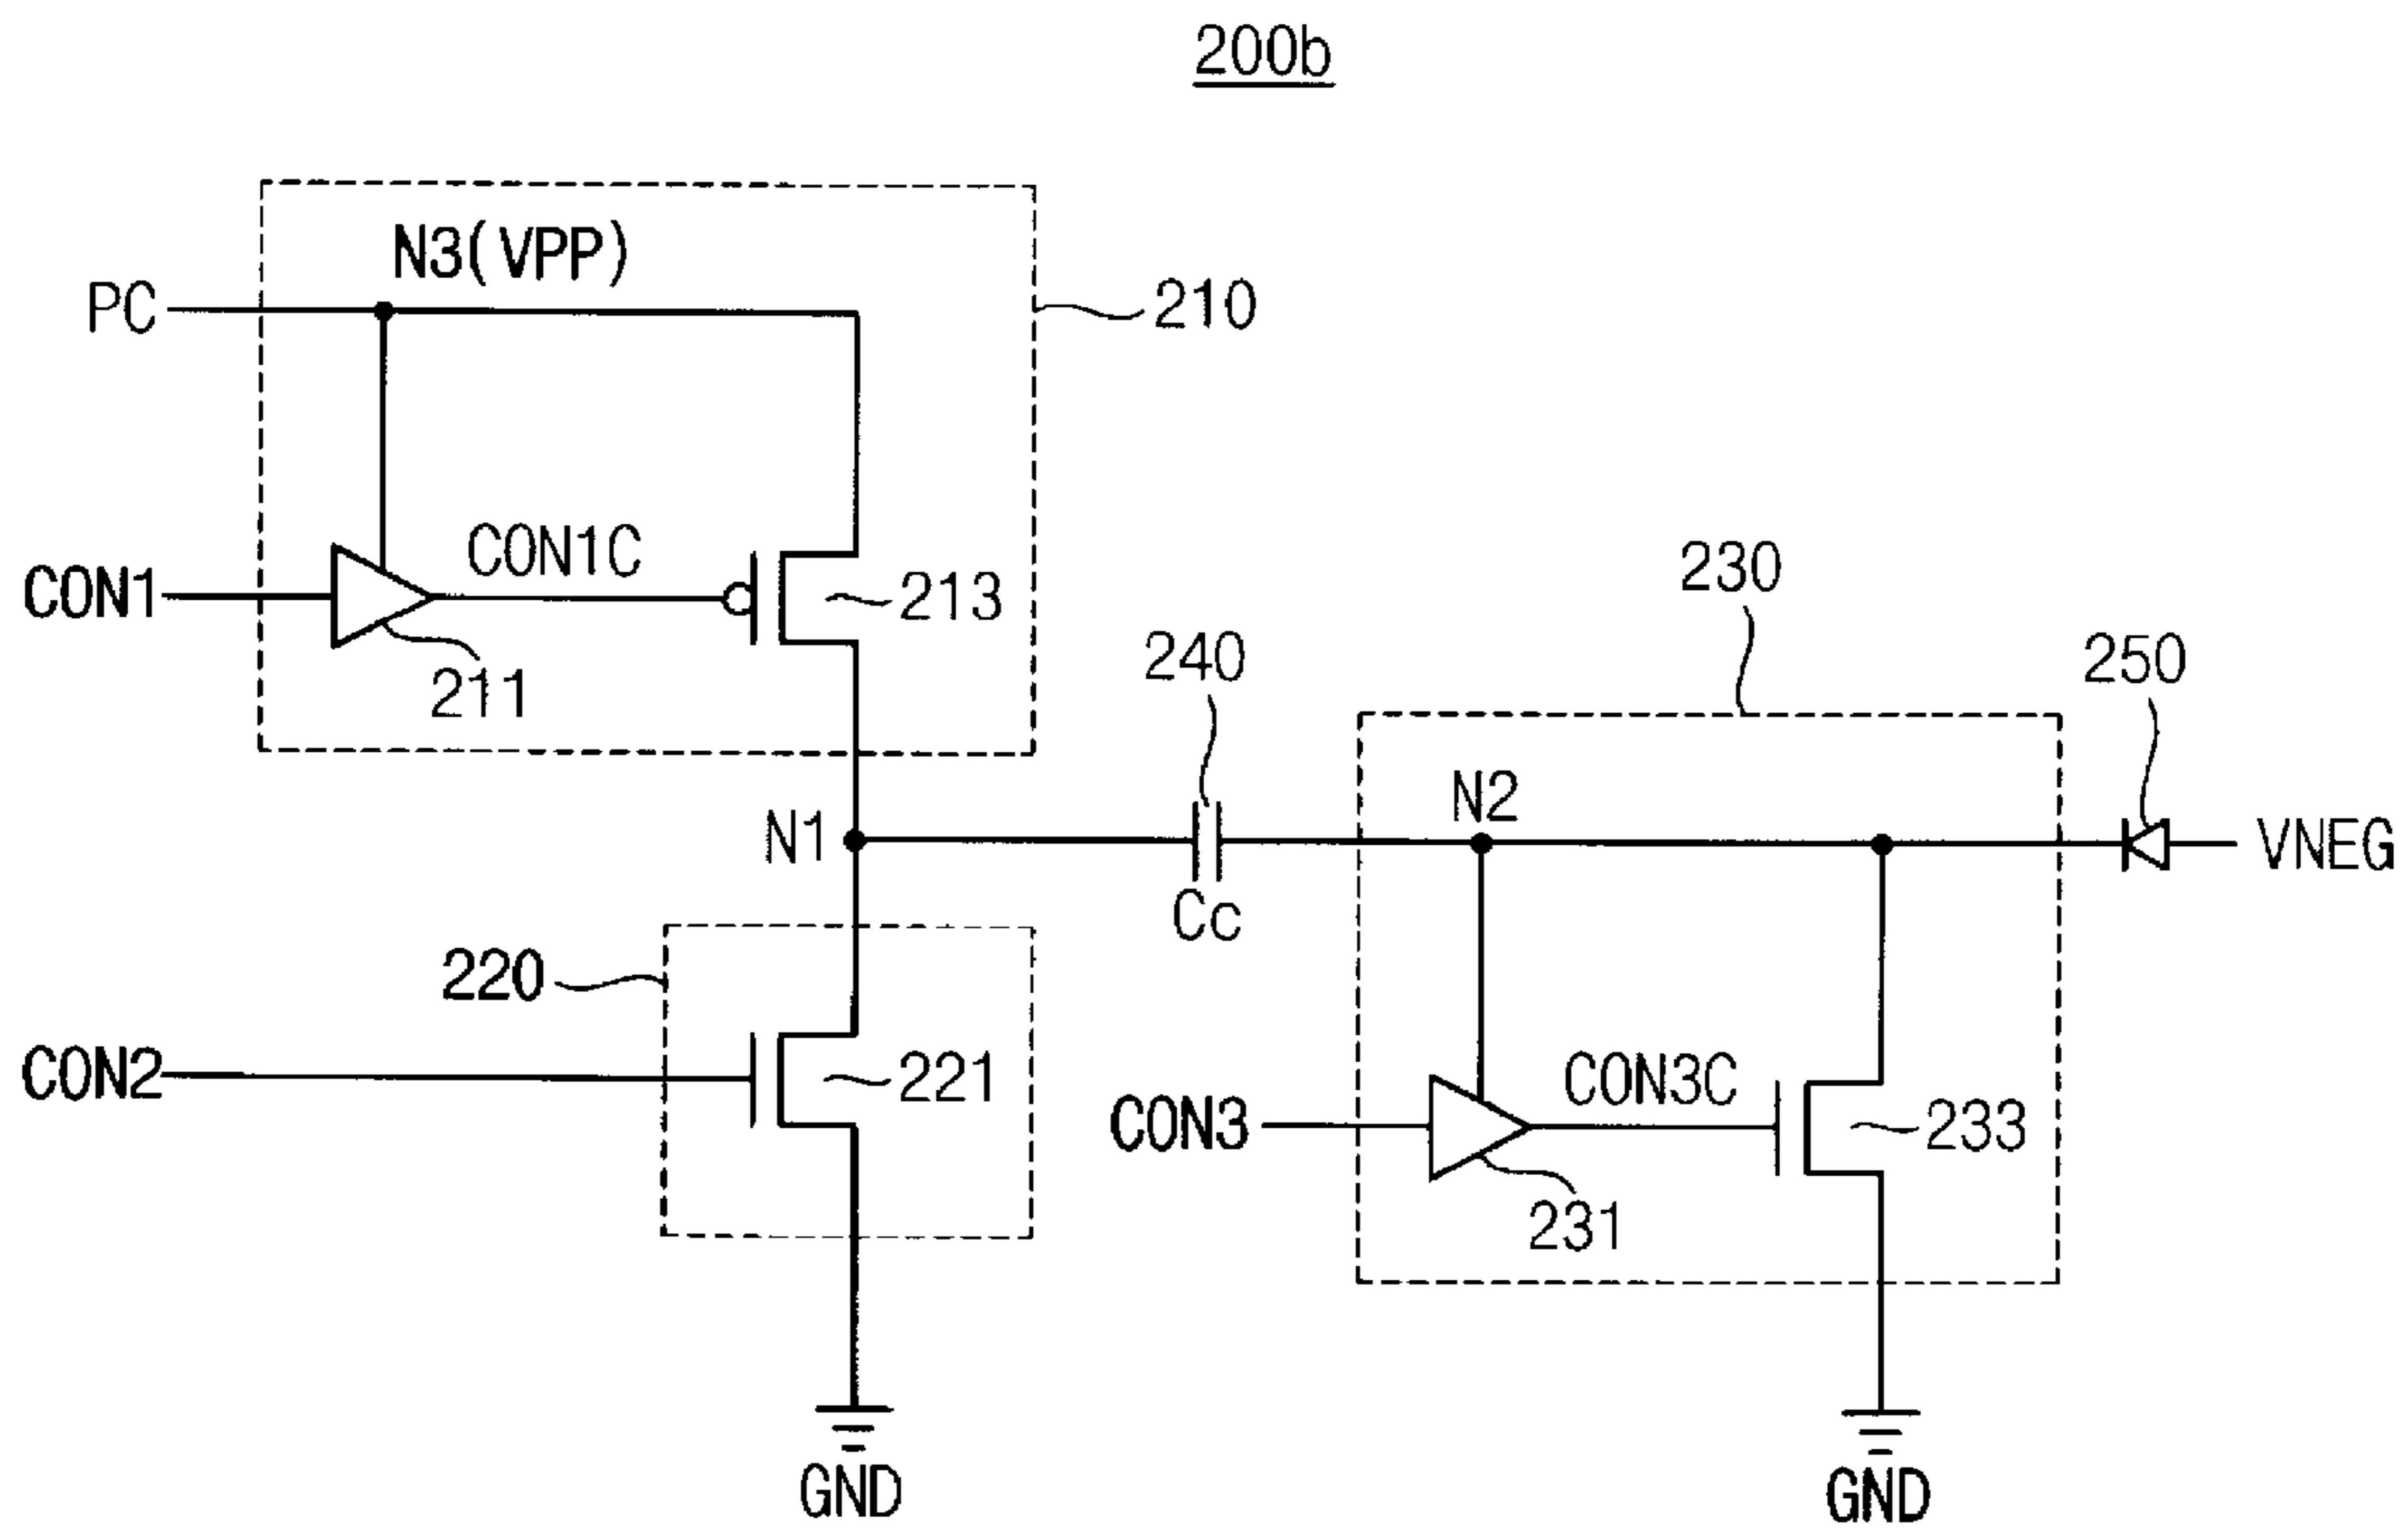 200b
N3(VPP)
PC
210
CON1
CON1C
213
211
230
240
250
N1
N2
VNEG
Cc
220
CON2
221
CON3
CON3C
233
231
GND
GND